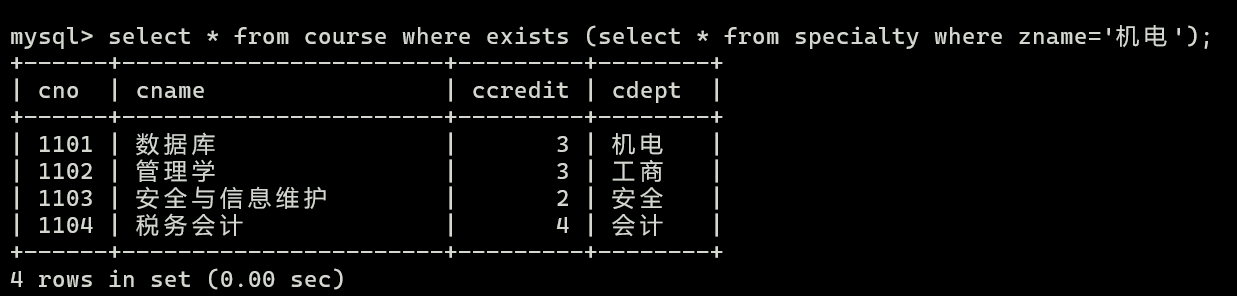 mysql> select * from course where exists (select * from specialty where zname='机电');
+------+-----------------------+---------+--------+
| cno  | cname                 | ccredit | cdept  |
+------+-----------------------+---------+--------+
| 1101 | 数据库                |       3 | 机电   |
| 1102 | 管理学                |       3 | 工商   |
| 1103 | 安全与信息维护        |       2 | 安全   |
| 1104 | 税务会计              |       4 | 会计   |
+------+-----------------------+---------+--------+
4 rows in set (0.00 sec)